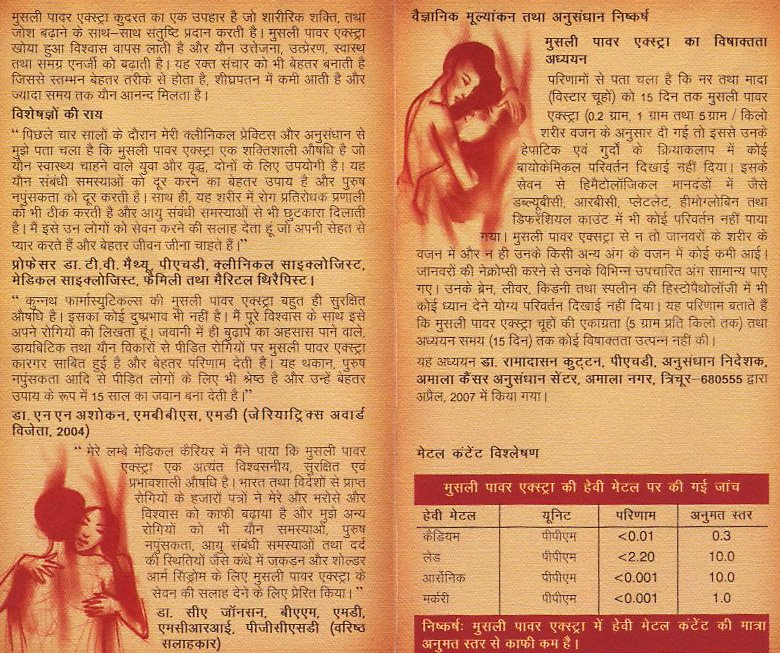 मुसली पावर एक्स्ट्रा कुदरत का एक उपहार है जो शारीरिक शक्ति, तथा
जोश बढ़ाने के साथ–साथ संतुष्टि प्रदान करती है। मुसली पावर एक्स्ट्रा
खोया हुआ विश्वास वापस लाती है और यौन उत्तेजना, उत्प्रेरण, स्वास्थ
तथा समग्र एनर्जी को बढ़ाती है। यह रक्त संचार को भी बेहतर बनाती है
जिससे स्तम्भन बेहतर तरीके से होता है, शीघ्रपतन में कमी आती है और
ज्यादा समय तक यौन आनन्द मिलता है।
विशेषज्ञों की राय
“ पिछले चार सालों के दौरान मेरी क्लीनिकल प्रेक्टिस और अनुसंधान से
मुझे पता चला है कि मुसली पावर एक्स्ट्रा एक शक्तिशाली औषधि है जो
यौन स्वास्थ्य चाहने वाले युवा और वृद्ध, दोनों के लिए उपयोगी है। यह
यौन संबंधी समस्याओं को दूर करने का बेहतर उपाय है और पुरुष
नपुंसकता को दूर करती है। साथ ही, यह शरीर में रोग प्रतिरोधक प्रणाली
को भी ठीक करती है और आयु संबंधी समस्याओं से भी छुटकारा दिलाती
है। मैं इसे उन लोगों को सेवन करने की सलाह देता हूं जो अपनी सेहत से
प्यार करते हैं और बेहतर जीवन जीना चाहते हैं।”
प्रोफेसर डा. टी.वी. मैथ्यू, पीएचडी, क्लीनिकल साइक्लोजिस्ट,
मेडिकल साइक्लोजिस्ट, फैमिली तथा मैरिटल थिरैपिस्ट।
“ कुन्नथ फार्मास्युटिकल्स की मुसली पावर एक्स्ट्रा बहुत ही सुरक्षित
औषधि है। इसका कोई दुष्प्रभाव भी नहीं है। मैं पूरे विश्वास के साथ इसे
अपने रोगियों को लिखता हूं। जवानी में ही बुढ़ापे का अहसास पाने वाले,
डायबिटिक तथा यौन विकारों से पीड़ित रोगियों पर मुसली पावर एक्स्ट्रा
कारगर साबित हुई है और बेहतर परिणाम देती है। यह थकान, पुरुष
नपुंसकता आदि से पीड़ित लोगों के लिए भी श्रेष्ठ है और उन्हें बेहतर
उपाय के रूप में 15 साल का जवान बना देती है।”
डा. एन एन अशोकन, एमबीबीएस, एमडी (जेरियाट्रिक्स अवार्ड
विजेता, 2004)
“ मेरे लम्बे मेडिकल कैरियर में मैंने पाया कि मुसली पावर
एक्स्ट्रा एक अत्यंत विश्वसनीय, सुरक्षित एवं
प्रभावशाली औषधि है। भारत तथा विदेशों से प्राप्त
रोगियों के हजारों पत्रों ने मेरे और भरोसे और
विश्वास को काफी बढ़ाया है और मुझे अन्य
रोगियों को भी यौन समस्याओं, पुरुष
नपुंसकता, आयु संबंधी समस्याओं तथा दर्द
की स्थितियों जैसे कंधे में जकडन और शोल्डर
आर्म सिंड्रोम के लिए मुसली पावर एक्स्ट्रा के
सेवन की सलाह देने के लिए प्रेरित किया।”
डा. सीए जॉनसन, बीएएम, एमडी,
एमसीआरआई, पीजीसीएसडी (वरिष्ठ
सलाहकार)
वैज्ञानिक मूल्यांकन तथा अनुसंधान निष्कर्ष
मुसली पावर एक्स्ट्रा का विषाक्तता
अध्ययन
परिणामों से पता चला है कि नर तथा मादा
(विस्टार चूहों) को 15 दिन तक मुसली पावर
एक्स्ट्रा (0.2 ग्राम, 1 ग्राम तथा 5 ग्राम / किलो
शरीर वजन के अनुसार दी गई तो इससे उनके
हेपाटिक एवं गुर्दो के क्रियाकलाप में कोई
बायोकेमिकल परिवर्तन दिखाई नहीं दिया। इसके
सेवन से हिमैटोलॉजिकल मानदंडों में जैसे
डब्ल्यूबीसी, आरबीसी, प्लेटलेट, हीमोग्लोबिन तथा
डिफरेंशियल काउंट में भी कोई परिवर्तन नहीं पाया
गया। मुसली पावर एक्सट्रा से न तो जानवरों के शरीर के
वजन में और न ही उनके किसी अन्य अंग के वजन में कोई कमी आई।
जानवरों की नेक्रोप्सी करने से उनके विभिन्न उपचारित अंग सामान्य पाए
गए। उनके ब्रेन, लीवर, किडनी तथा स्पलीन की हिस्टोपैथोलॉजी में भी
कोई ध्यान देने योग्य परिवर्तन दिखाई नहीं दिया। यह परिणाम बताते हैं
कि मुसली पावर एक्स्ट्रा चूहों की एकाग्रता (5 ग्राम प्रति किलो तक) तथा
अध्ययन समय (15 दिन) तक कोई विषाक्तता उत्पन्न नहीं की।
यह अध्ययन डा. रामादासन कुट्टन, पीएचडी, अनुसंधान निदेशक,
अमाला कैंसर अनुसंधान सेंटर, अमाला नगर, त्रिचूर–680555 द्वारा
अप्रेल, 2007 में किया गया।
मेटल कंटेंट विश्लेषण
मुसली पावर एक्स्ट्रा की हेवी मेटल पर की गई जांच
हेवी मेटल यूनिट परिणाम अनुमत स्तर
कैडियम पीपीएम <0.01 0.3
लेड पीपीएम <2.20 10.0
आर्सेनिक पीपीएम <0.001 10.0
मर्करी पीपीएम <0.001 1.0
निष्कर्षः मुसली पावर एक्स्ट्रा में हेवी मेटल कंटेंट की मात्रा
अनुमत स्तर से काफी कम है।